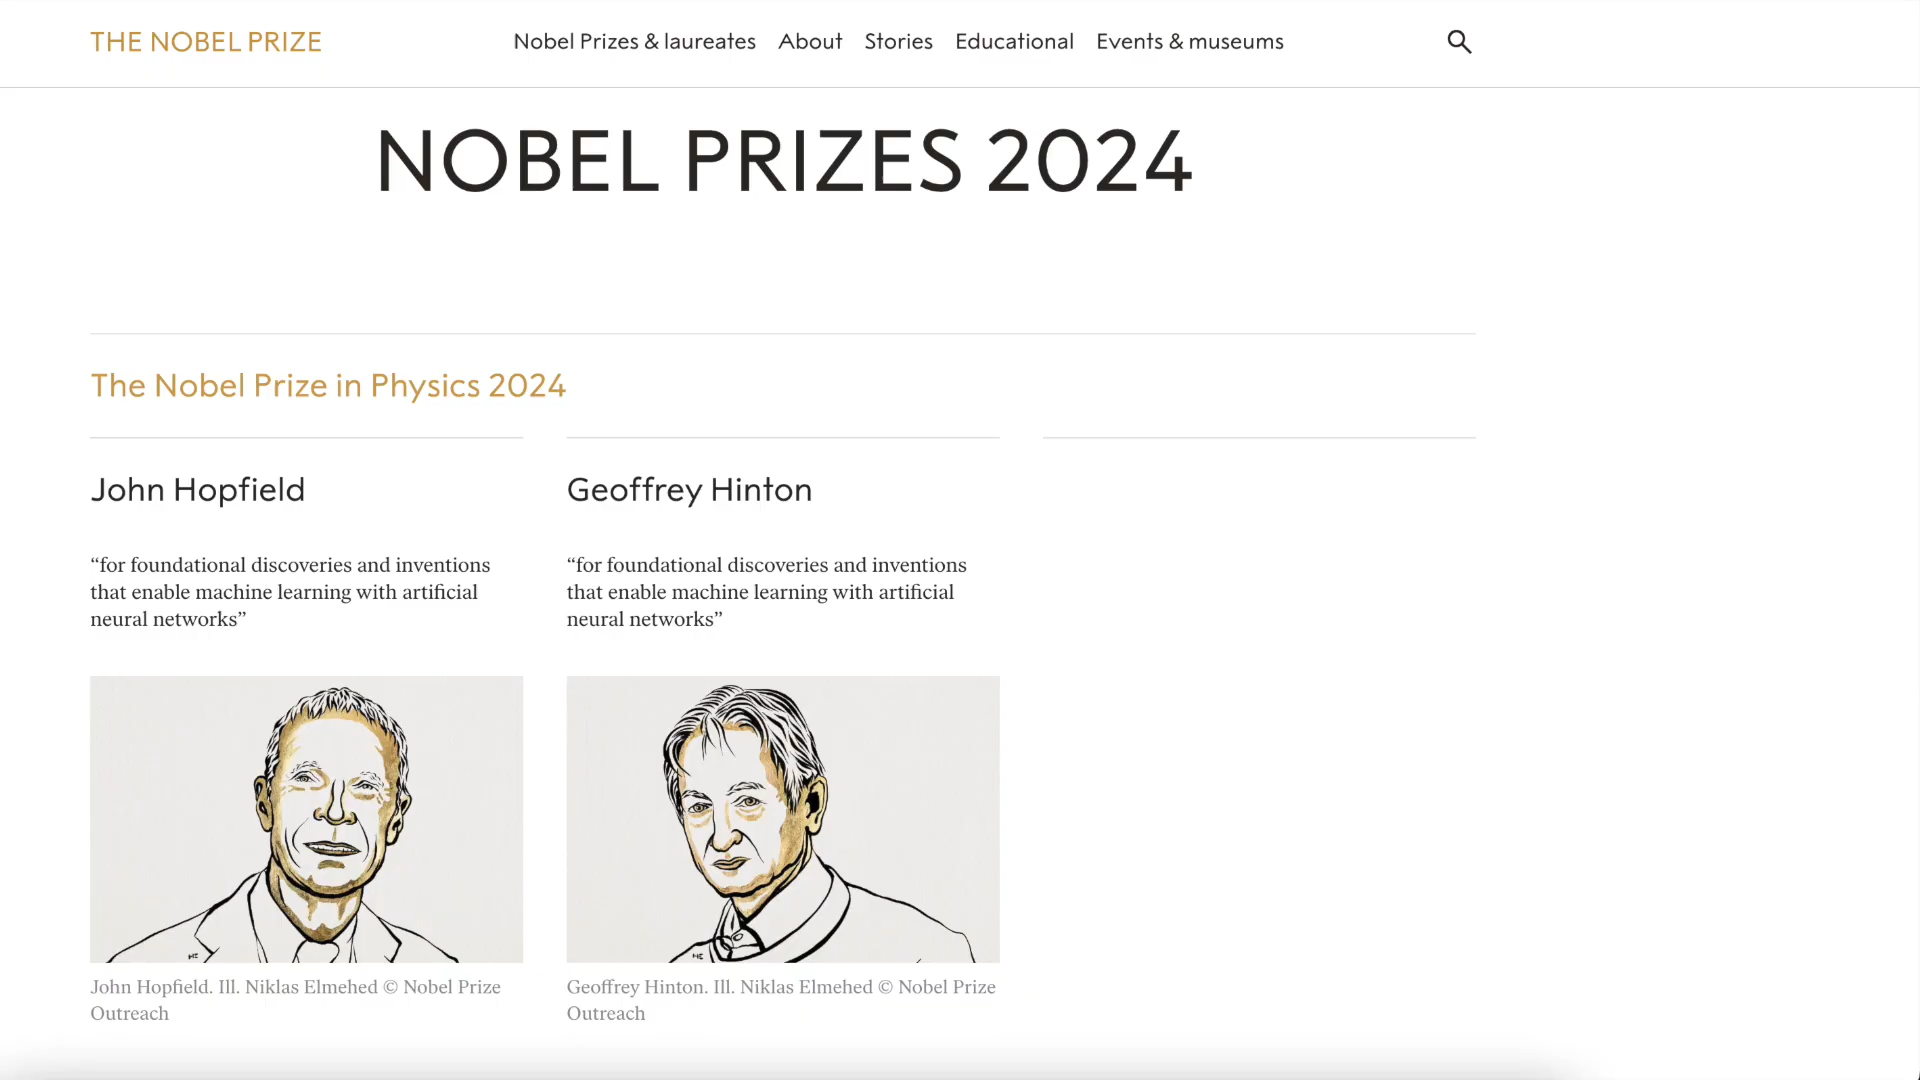 THE NOBEL PRIZE
Nobel Prizes & laureates About Stories Educational Events & museums
NOBEL PRIZES 2024
The Nobel Prize in Physics 2024
John Hopfield
“for foundational discoveries and inventions
that enable machine learning with artificial
neural networks”
John Hopfield. Ill. Niklas Elmehed © Nobel Prize
Outreach
Geoffrey Hinton
“for foundational discoveries and inventions
that enable machine learning with artificial
neural networks”
Geoffrey Hinton. Ill. Niklas Elmehed © Nobel Prize
Outreach